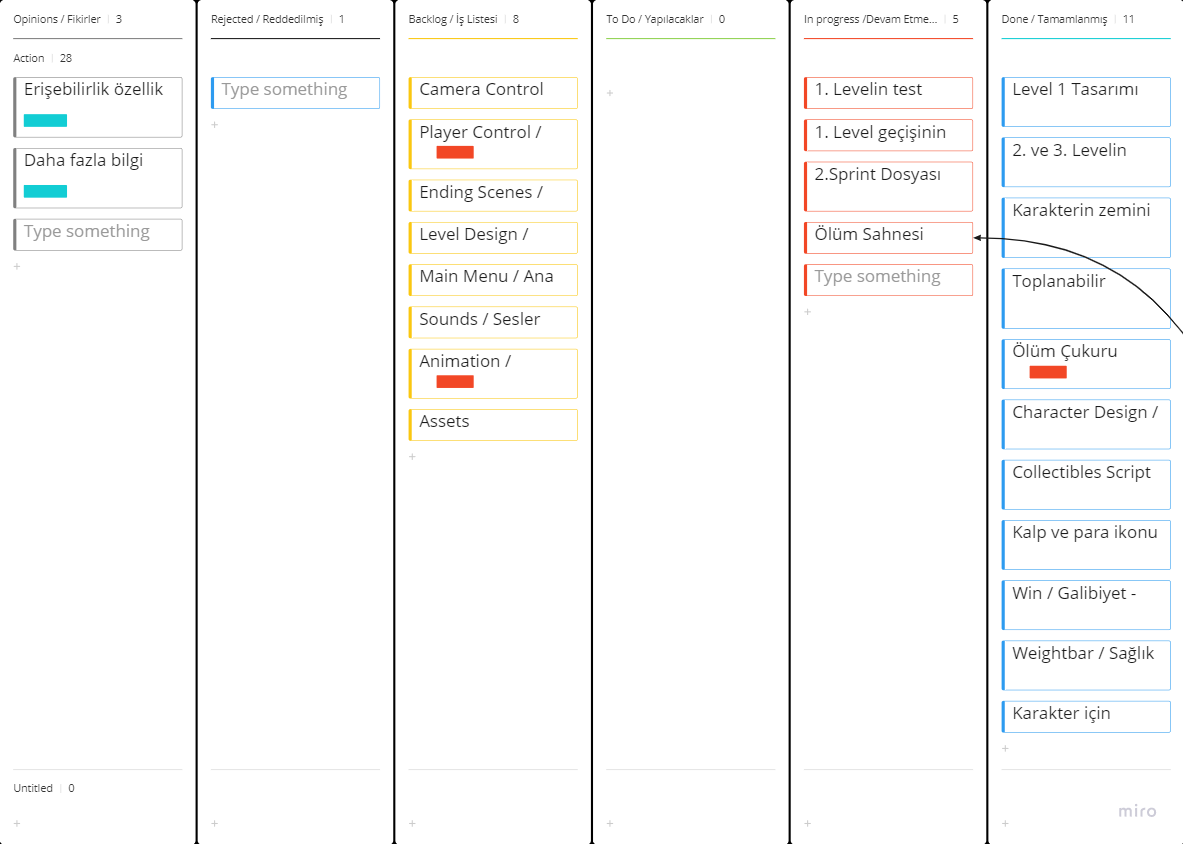 Opinions / Fikirler | 3
Rejected / Reddedilmiş | 1
Backlog / İş Listesi | 8
To Do / Yapılacaklar | 0
In progress /Devam Etme... | 5
Done / Tamamlanmış | 11
Action | 28
Erişebilirlik özellik
Daha fazla bilgi
Type something
+
Type something
+
Camera Control
Player Control /
Ending Scenes /
Level Design /
Main Menu / Ana
Sounds / Sesler
Animation /
Assets
+
+
1. Levelin test
1. Level geçişinin
2.Sprint Dosyası
Ölüm Sahnesi
Type something
+
Level 1 Tasarımı
2. ve 3. Levelin
Karakterin zemini
Toplanabilir
Ölüm Çukuru
Character Design /
Collectibles Script
Kalp ve para ikonu
Win / Galibiyet -
Weightbar / Sağlık
Karakter için
+
Untitled | 0
+
+
+
+
+
+
miro